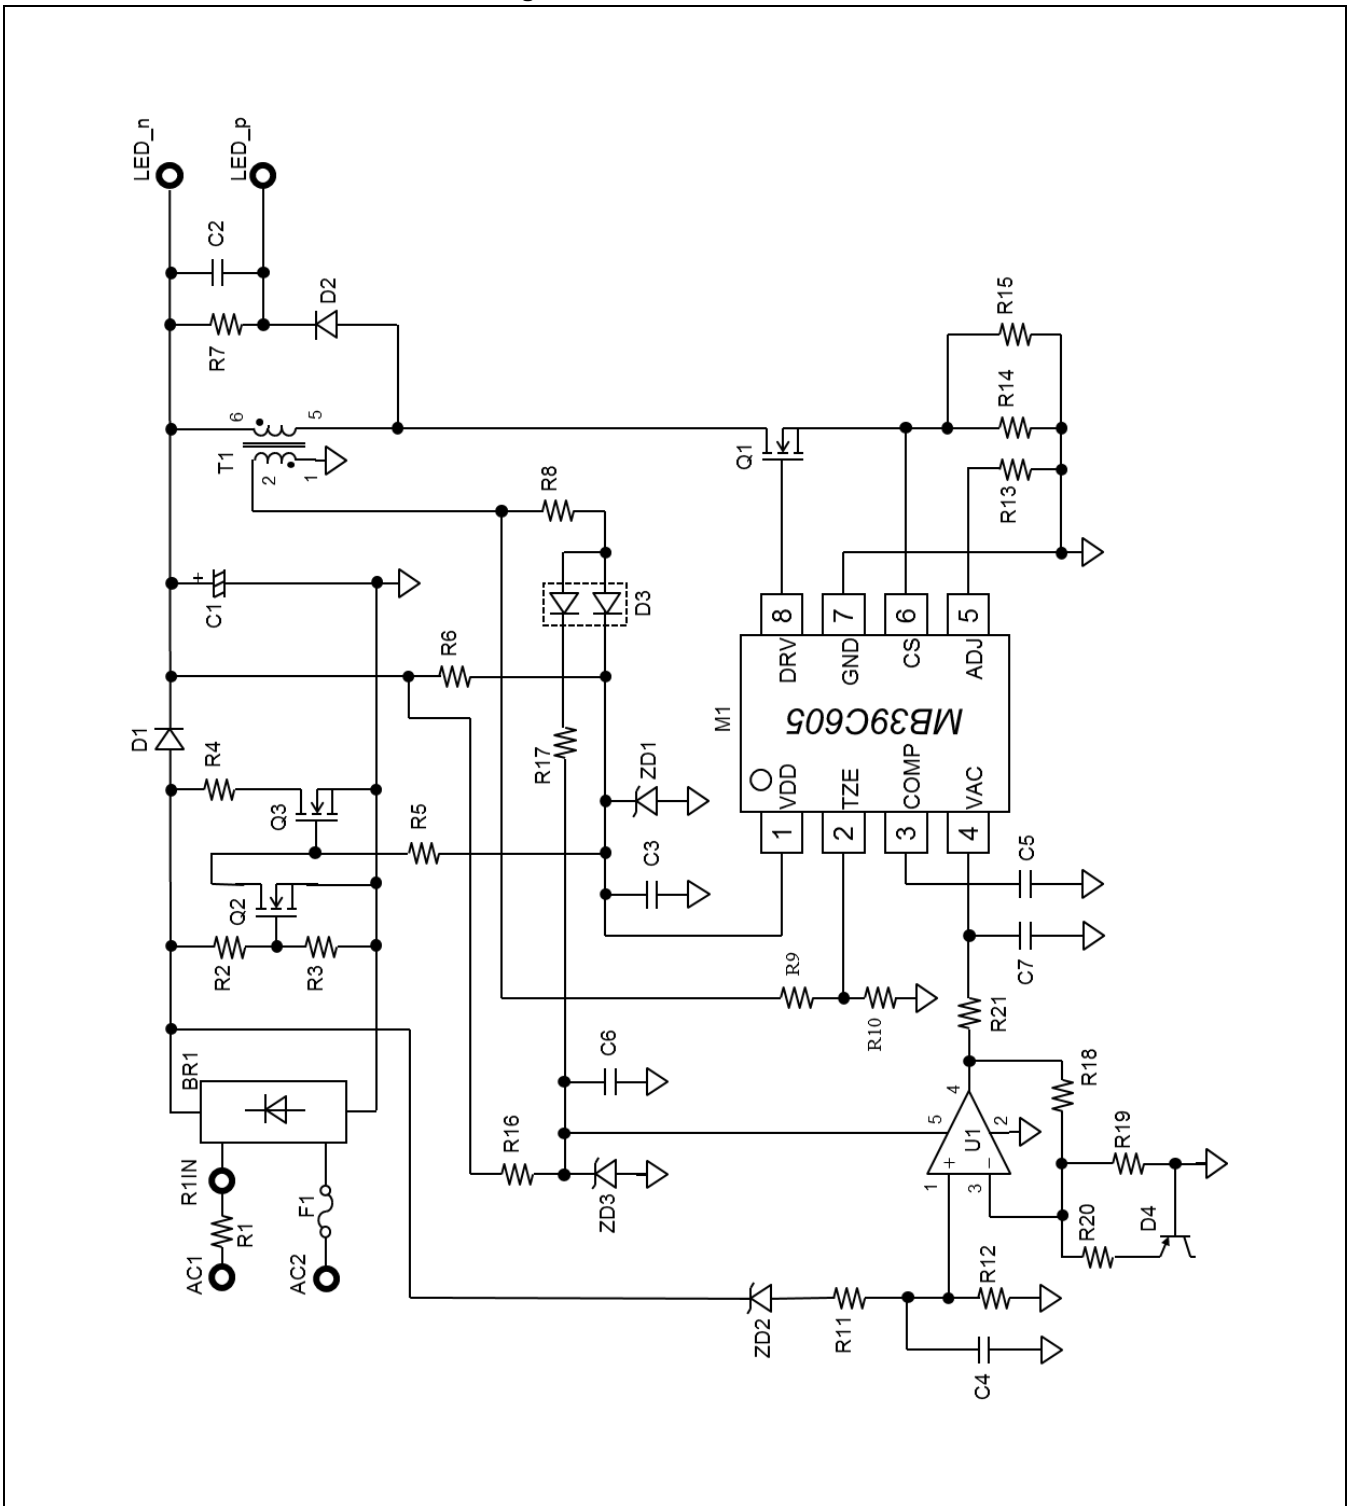 LED_n
LED_p
C2
D2
R7
R15
R14
R13
6
5
T1
2
1
R8
Q1
+
C1
D3
R6
8
7
6
5
DRV
GND
CS
ADJ
M1
MB39C605
VDD
TZE
COMP
VAC
1
2
3
4
D1
R4
R17
ZD1
Q3
R5
C3
C5
Q2
R2
R3
R9
R10
C7
R21
BR1
C6
R18
4
5
U1
2
+
−
1
3
R16
R19
R1IN
F1
R1
ZD3
R20
D4
AC1
AC2
R12
ZD2
R11
C4